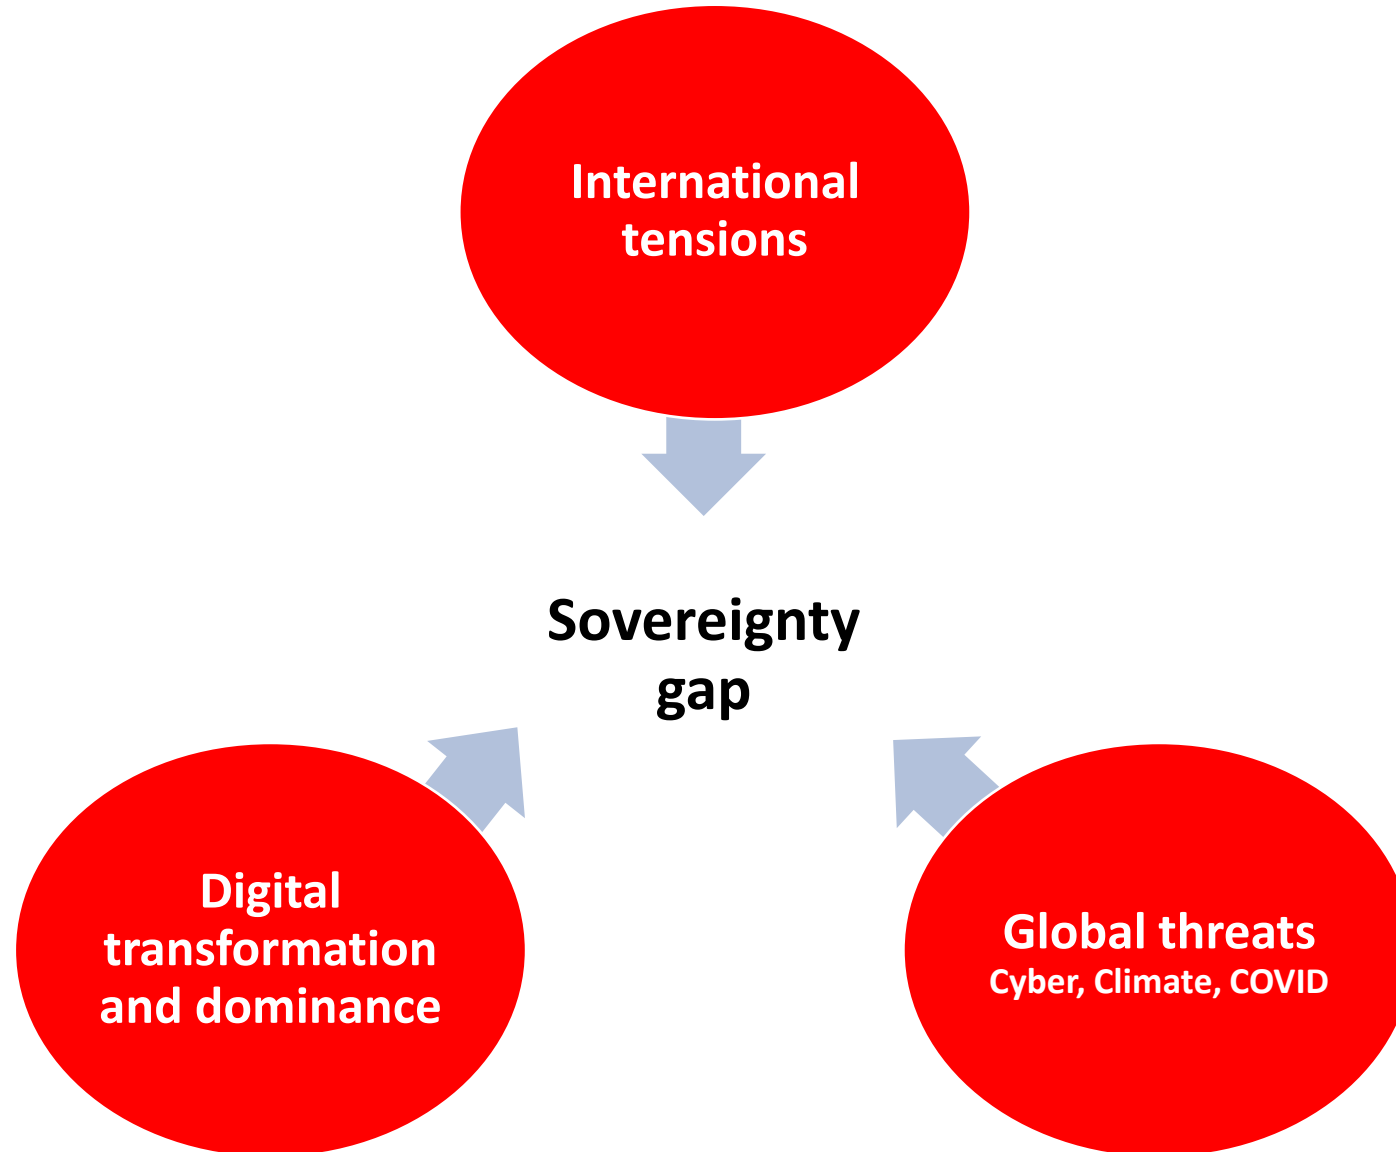 International
tensions
Sovereignty
gap
Digital
transformation
and dominance
Global threats
Cyber, Climate, COVID